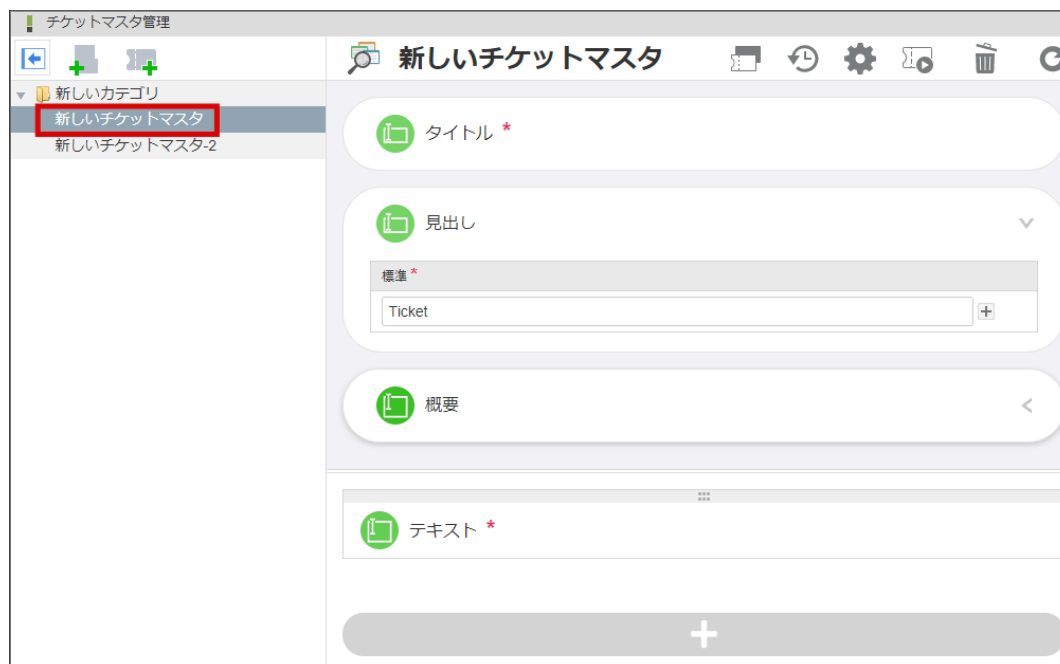 チケットマスタ管理
新しいチケットマスタ
新しいカテゴリ
新しいチケットマスタ
新しいチケットマスタ-2
タイトル *
見出し
標準 *
Ticket
概要
テキスト *